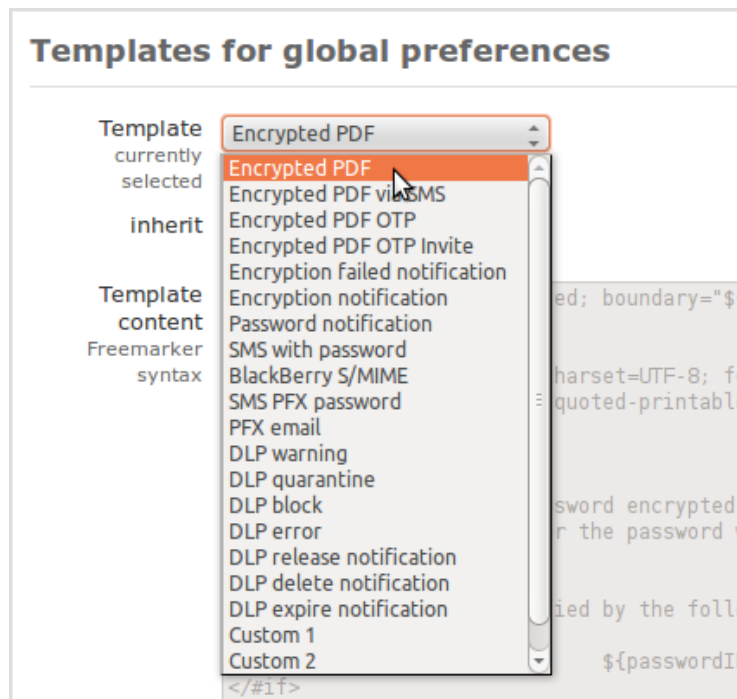 Templates for global preferences
Template
currently
selected
Encrypted PDF
Encrypted PDF
Encrypted PDF via SMS
Encrypted PDF OTP
Encrypted PDF OTP Invite
Encryption failed notification
Encryption notification
Password notification
SMS with password
BlackBerry S/MIME
SMS PFX password
PFX email
DLP warning
DLP quarantine
DLP block
DLP error
DLP release notification
DLP delete notification
DLP expire notification
Custom 1
Custom 2
inherit
Template
content
Freemarker
syntax
ed; boundary="$
harset=UTF-8; f
quoted-printabl
sword encrypted
r the password
ied by the foll
${passwordI
</#if>